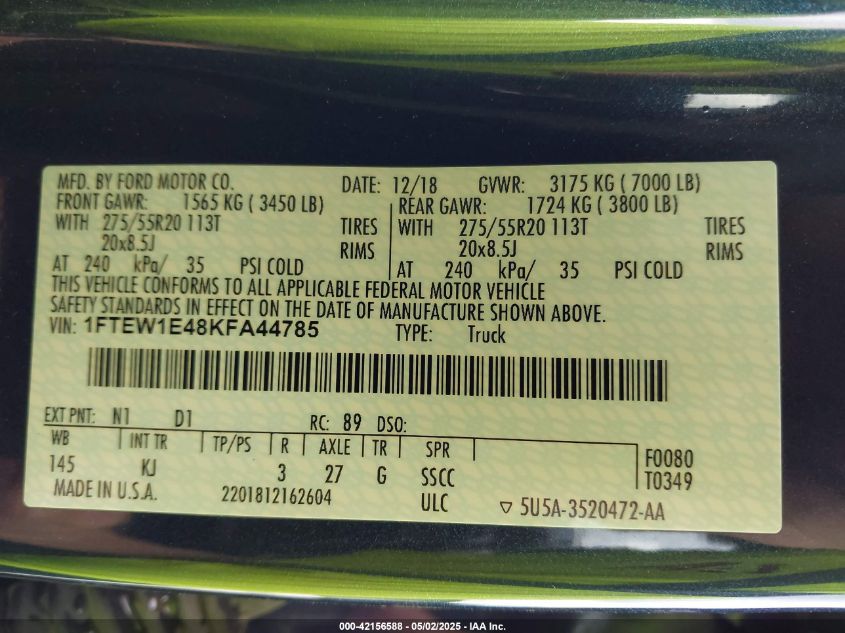 MFD. BY FORD MOTOR CO. DATE: 12/18 GVWR: 3175 KG ( 7000 LB)
FRONT GAWR: 1565 KG ( 3450 LB) REAR GAWR: 1724 KG ( 3800 LB)
WITH 275/55R20 113T TIRES WITH 275/55R20 113T TIRES
20x8.5J RIMS 20x8.5J RIMS
AT 240 kPa/ 35 PSI COLD AT 240 kPa/ 35 PSI COLD
THIS VEHICLE CONFORMS TO ALL APPLICABLE FEDERAL MOTOR VEHICLE
SAFETY STANDARDS IN EFFECT ON THE DATE OF MANUFACTURE SHOWN ABOVE.
VIN: 1FTEW1E48KFA44785 TYPE: Truck
EXT PNT: N1 D1 RC: 89 DSO:
WB INT TR TP/PS R AXLE TR SPR F0080
145 KJ 3 27 G SSCC T0349
MADE IN U.S.A. 2201812162604 ULC ▽ 5U5A-3520472-AA
000-42156588 - 05/02/2025 - IAA Inc.